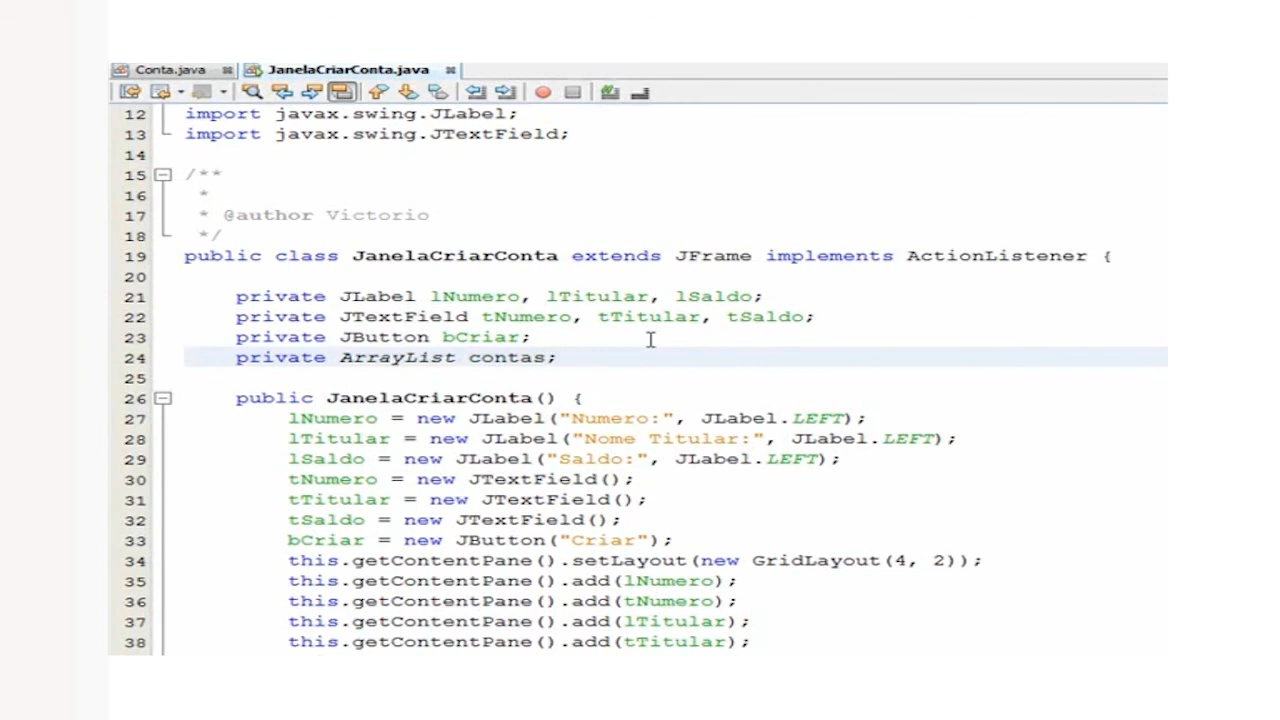 Conta.java JanelaCriarConta.java
12 import javax.swing.JLabel;
13 import javax.swing.JTextField;
14
15 /**
16 *
17 * @author Victorio
18 */
19 public class JanelaCriarConta extends JFrame implements ActionListener {
20
21 private JLabel lNumero, lTitular, lSaldo;
22 private JTextField tNumero, tTitular, tSaldo;
23 private JButton bCriar;
24 private ArrayList contas;
25
26 public JanelaCriarConta() {
27 lNumero = new JLabel("Numero:", JLabel.LEFT);
28 lTitular = new JLabel("Nome Titular:", JLabel.LEFT);
29 lSaldo = new JLabel("Saldo:", JLabel.LEFT);
30 tNumero = new JTextField();
31 tTitular = new JTextField();
32 tSaldo = new JTextField();
33 bCriar = new JButton("Criar");
34 this.getContentPane().setLayout(new GridLayout(4, 2));
35 this.getContentPane().add(lNumero);
36 this.getContentPane().add(tNumero);
37 this.getContentPane().add(lTitular);
38 this.getContentPane().add(tTitular);